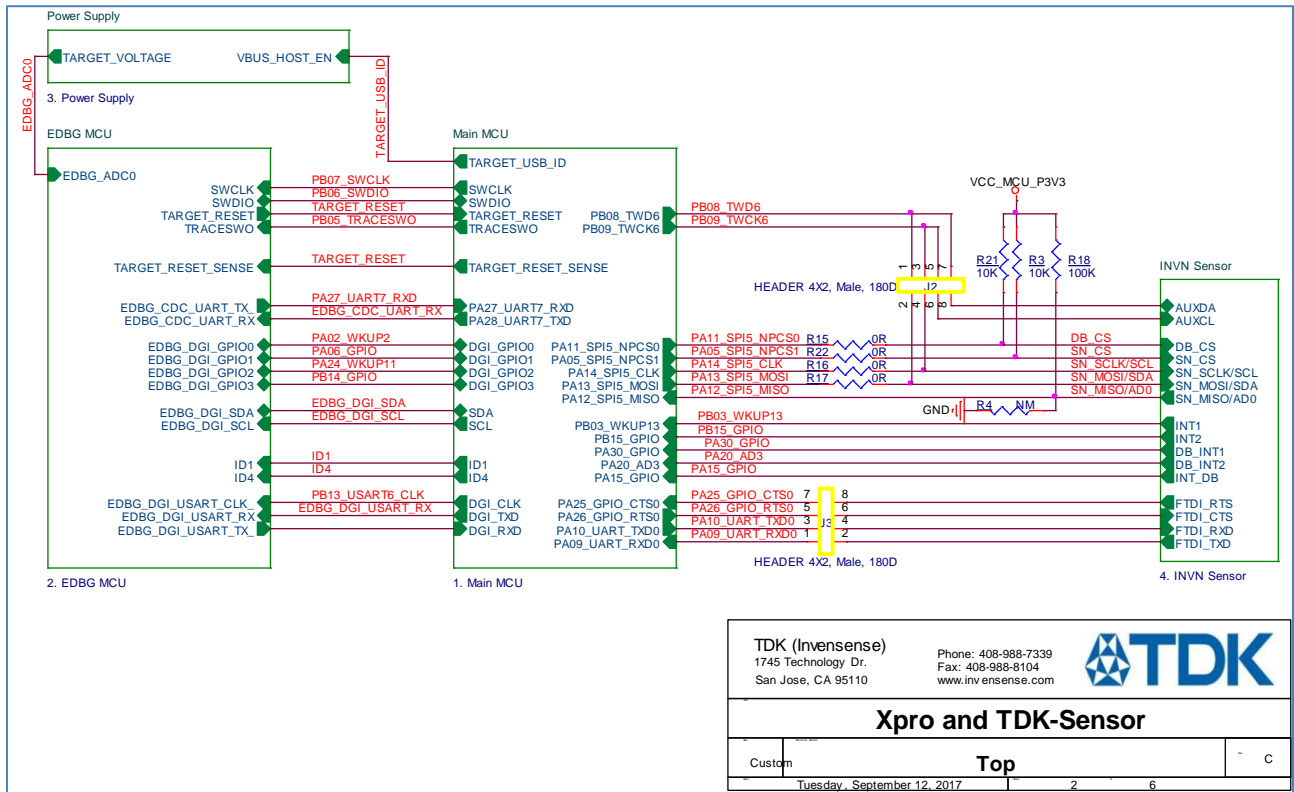 Power Supply
TARGET_VOLTAGE
VBUS_HOST_EN
EDBG_ADC0
TARGET_USB_ID
3. Power Supply
EDBG MCU
EDBG_ADC0
SWCLK
SWDIO
TARGET_RESET
TRACESWO
TARGET_RESET_SENSE
EDBG_CDC_UART_TX_
EDBG_CDC_UART_RX
EDBG_DGI_GPIO0
EDBG_DGI_GPIO1
EDBG_DGI_GPIO2
EDBG_DGI_GPIO3
EDBG_DGI_SDA
EDBG_DGI_SCL
ID1
ID4
EDBG_DGI_USART_CLK_
EDBG_DGI_USART_RX
EDBG_DGI_USART_TX_
2. EDBG MCU
PB07_SWCLK
PB06_SWDIO
TARGET_RESET
PB05_TRACESWO
TARGET_RESET
PA27_UART7_RXD
EDBG_CDC_UART_RX
PA02_WKUP2
PA06_GPIO
PA24_WKUP11
PB14_GPIO
EDBG_DGI_SDA
EDBG_DGI_SCL
ID1
ID4
PB13_USART6_CLK
EDBG_DGI_USART_RX
Main MCU
TARGET_USB_ID
SWCLK
SWDIO
TARGET_RESET
TRACESWO
TARGET_RESET_SENSE
PA27_UART7_RXD
PA28_UART7_TXD
DGI_GPIO0
DGI_GPIO1
DGI_GPIO2
DGI_GPIO3
SDA
SCL
ID1
ID4
DGI_CLK
DGI_TXD
DGI_RXD
PB08_TWD6
PB09_TWCK6
PA11_SPI5_NPCS0
PA05_SPI5_NPCS1
PA14_SPI5_CLK
PA13_SPI5_MOSI
PA12_SPI5_MISO
PB03_WKUP13
PB15_GPIO
PA30_GPIO
PA20_AD3
PA15_GPIO
PA25_GPIO_CTS0
PA26_GPIO_RTS0
PA10_UART_TXD0
PA09_UART_RXD0
1. Main MCU
PB08_TWD6
PB09_TWCK6
PA11_SPI5_NPCS0 R15 0R
PA05_SPI5_NPCS1 R22 0R
PA14_SPI5_CLK R16 0R
PA13_SPI5_MOSI R17 0R
PA12_SPI5_MISO
PB03_WKUP13
PB15_GPIO
PA30_GPIO
PA20_AD3
PA15_GPIO
PA25_GPIO_CTS0 7 8
PA26_GPIO_RTS0 5 6
PA10_UART_TXD0 3 4
PA09_UART_RXD0 1 2
J3
HEADER 4X2, Male, 180D
1 3 5 7
HEADER 4X2, Male, 180D J2
2 4 6 8
VCC_MCU_P3V3
R21 R3 R18
10K 10K 100K
GND R4 NM
DB_CS
SN_CS
SN_SCLK/SCL
SN_MOSI/SDA
SN_MISO/AD0
INVN Sensor
AUXDA
AUXCL
DB_CS
SN_CS
SN_SCLK/SCL
SN_MOSI/SDA
SN_MISO/AD0
INT1
INT2
DB_INT1
DB_INT2
INT_DB
FTDI_RTS
FTDI_CTS
FTDI_RXD
FTDI_TXD
4. INVN Sensor
TDK (Invensense)
1745 Technology Dr.
San Jose, CA 95110
Phone: 408-988-7339
Fax: 408-988-8104
www.invensense.com
TDK
Xpro and TDK-Sensor
Custom
Top
C
Tuesday, September 12, 2017
2 6